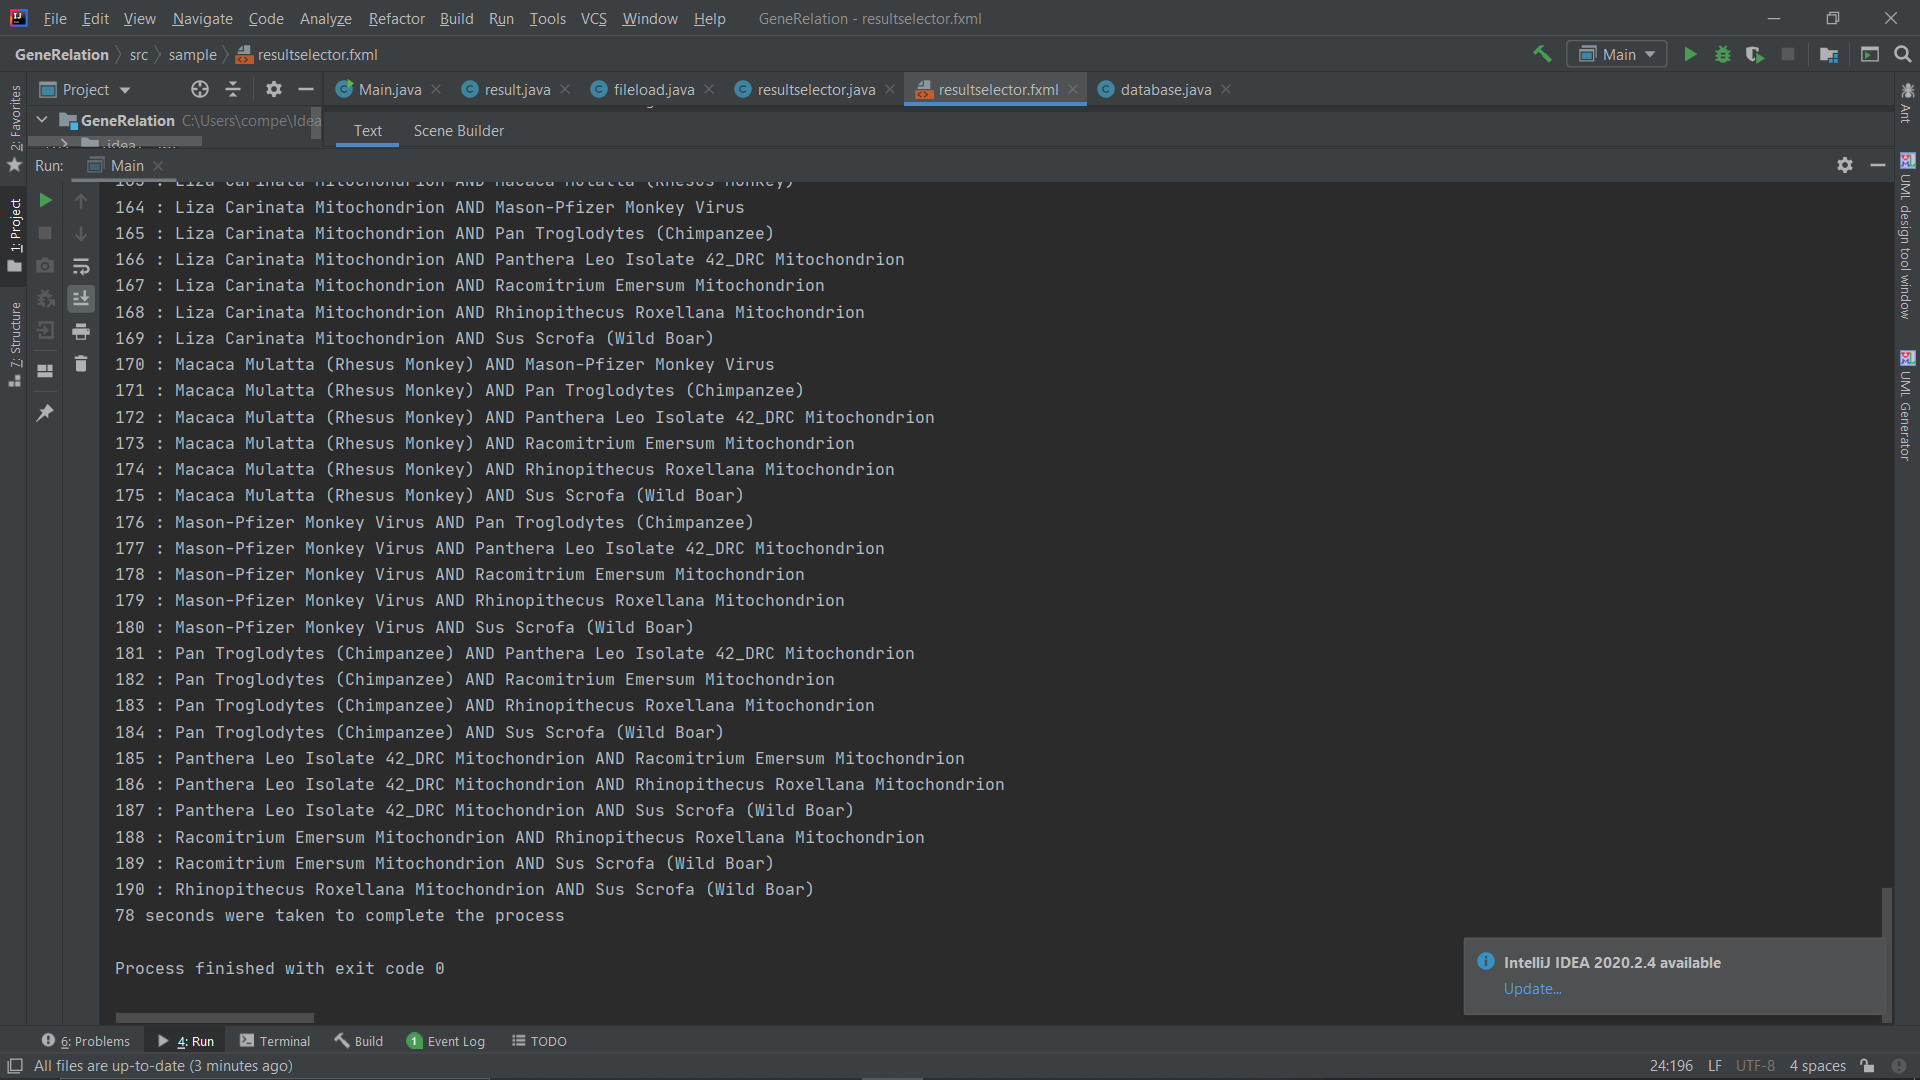 File Edit View Navigate Code Analyze Refactor Build Run Tools VCS Window Help GeneRelation - resultselector.fxml
GeneRelation src sample resultselector.fxml Main
Project Main.java result.java fileload.java resultselector.java resultselector.fxml database.java
GeneRelation C:\Users\compe\Idea
.idea
Text Scene Builder
Run: Main
2: Favorites
1: Project
7: Structure
Ant
UML design tool window
UML Generator
163 : Liza Carinata Mitochondrion AND Macaca Mulatta (Rhesus Monkey)
164 : Liza Carinata Mitochondrion AND Mason-Pfizer Monkey Virus
165 : Liza Carinata Mitochondrion AND Pan Troglodytes (Chimpanzee)
166 : Liza Carinata Mitochondrion AND Panthera Leo Isolate 42_DRC Mitochondrion
167 : Liza Carinata Mitochondrion AND Racomitrium Emersum Mitochondrion
168 : Liza Carinata Mitochondrion AND Rhinopithecus Roxellana Mitochondrion
169 : Liza Carinata Mitochondrion AND Sus Scrofa (Wild Boar)
170 : Macaca Mulatta (Rhesus Monkey) AND Mason-Pfizer Monkey Virus
171 : Macaca Mulatta (Rhesus Monkey) AND Pan Troglodytes (Chimpanzee)
172 : Macaca Mulatta (Rhesus Monkey) AND Panthera Leo Isolate 42_DRC Mitochondrion
173 : Macaca Mulatta (Rhesus Monkey) AND Racomitrium Emersum Mitochondrion
174 : Macaca Mulatta (Rhesus Monkey) AND Rhinopithecus Roxellana Mitochondrion
175 : Macaca Mulatta (Rhesus Monkey) AND Sus Scrofa (Wild Boar)
176 : Mason-Pfizer Monkey Virus AND Pan Troglodytes (Chimpanzee)
177 : Mason-Pfizer Monkey Virus AND Panthera Leo Isolate 42_DRC Mitochondrion
178 : Mason-Pfizer Monkey Virus AND Racomitrium Emersum Mitochondrion
179 : Mason-Pfizer Monkey Virus AND Rhinopithecus Roxellana Mitochondrion
180 : Mason-Pfizer Monkey Virus AND Sus Scrofa (Wild Boar)
181 : Pan Troglodytes (Chimpanzee) AND Panthera Leo Isolate 42_DRC Mitochondrion
182 : Pan Troglodytes (Chimpanzee) AND Racomitrium Emersum Mitochondrion
183 : Pan Troglodytes (Chimpanzee) AND Rhinopithecus Roxellana Mitochondrion
184 : Pan Troglodytes (Chimpanzee) AND Sus Scrofa (Wild Boar)
185 : Panthera Leo Isolate 42_DRC Mitochondrion AND Racomitrium Emersum Mitochondrion
186 : Panthera Leo Isolate 42_DRC Mitochondrion AND Rhinopithecus Roxellana Mitochondrion
187 : Panthera Leo Isolate 42_DRC Mitochondrion AND Sus Scrofa (Wild Boar)
188 : Racomitrium Emersum Mitochondrion AND Rhinopithecus Roxellana Mitochondrion
189 : Racomitrium Emersum Mitochondrion AND Sus Scrofa (Wild Boar)
190 : Rhinopithecus Roxellana Mitochondrion AND Sus Scrofa (Wild Boar)
78 seconds were taken to complete the process
Process finished with exit code 0
IntelliJ IDEA 2020.2.4 available
Update...
6: Problems 4: Run Terminal Build 1 Event Log TODO
All files are up-to-date (3 minutes ago) 24:196 LF UTF-8 4 spaces